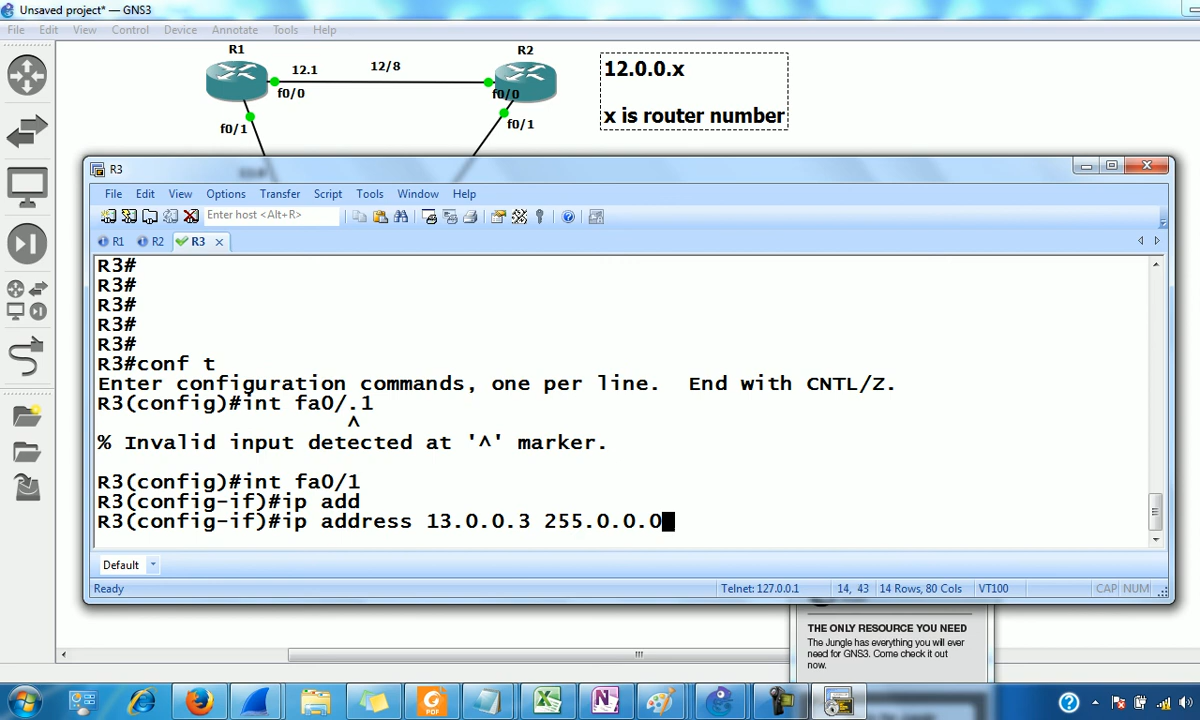 Unsaved project* — GNS3
File Edit View Control Device Annotate Tools Help
R1
R2
12.1
12/8
f0/0
f0/0
f0/1
f0/1
12.0.0.x
x is router number
R3
File Edit View Options Transfer Script Tools Window Help
Enter host <Alt+R>
R1 R2 R3
R3#
R3#
R3#
R3#
R3#
R3#conf t
Enter configuration commands, one per line.  End with CNTL/Z.
R3(config)#int fa0/.1
^
% Invalid input detected at '^' marker.
R3(config)#int fa0/1
R3(config-if)#ip add
R3(config-if)#ip address 13.0.0.3 255.0.0.0
Default
Ready
Telnet: 127.0.0.1
14, 43
14 Rows, 80 Cols
VT100
CAP NUM
THE ONLY RESOURCE YOU NEED
The Jungle has everything you will ever
need for GNS3. Come check it out
now.
PDF